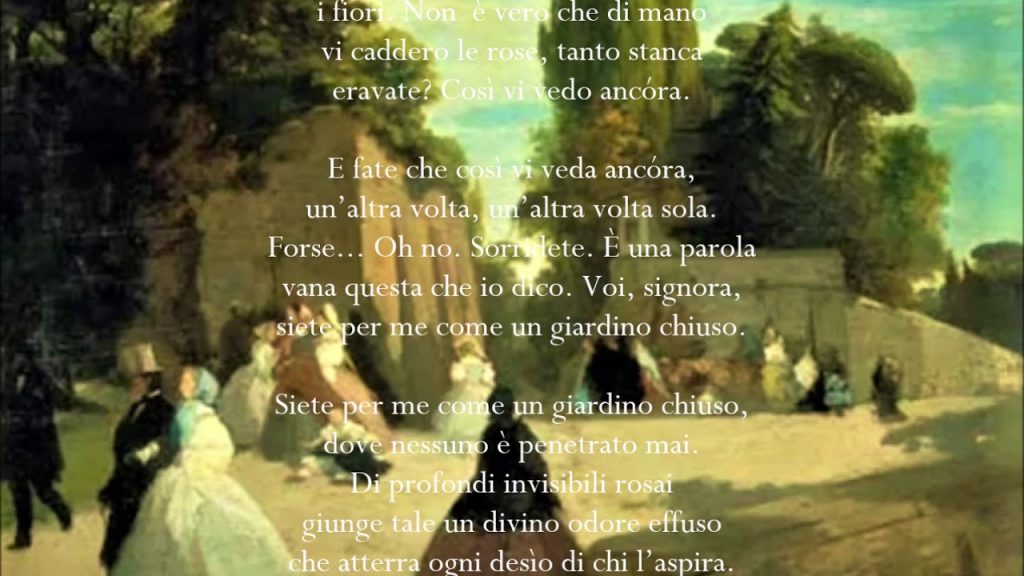 i fiori. Non è vero che di mano
vi caddero le rose, tanto stanca
eravate? Così vi vedo ancóra.
E fate che così vi veda ancóra,
un’altra volta, un’altra volta sola.
Forse... Oh no. Sorridete. È una parola
vana questa che io dico. Voi, signora,
siete per me come un giardino chiuso.
Siete per me come un giardino chiuso,
dove nessuno è penetrato mai.
Di profondi invisibili rosai
giunge tale un divino odore effuso
che atterra ogni desìo di chi l’aspira.